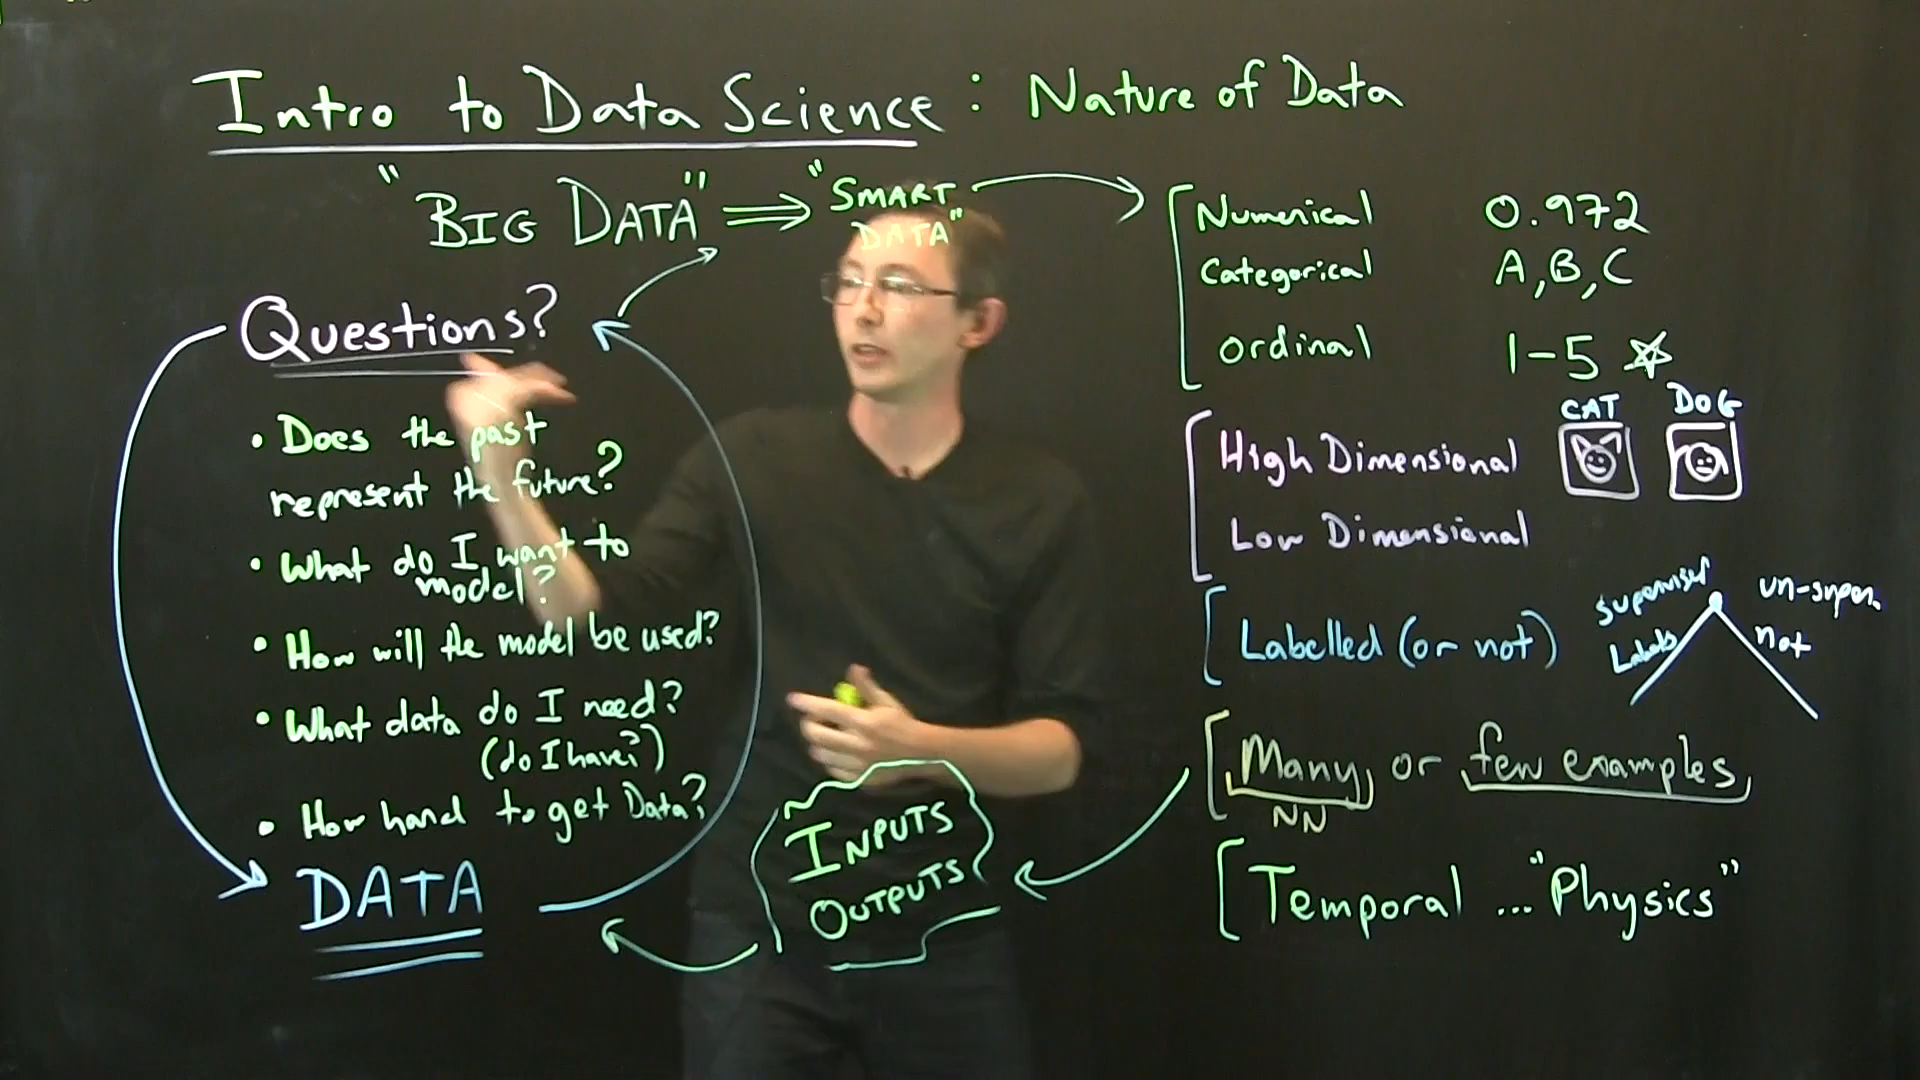 Intro to Data Science : Nature of Data
"BIG DATA" ⇒ "SMART
DATA"
Questions?
• Does the past
represent the future?
• What do I want to
model?
• How will the model be used?
• What data do I need?
(do I have?)
• How hard to get Data?
DATA
INPUTS
OUTPUTS
Numerical 0.972
Categorical A, B, C
Ordinal 1-5
CAT DOG
High Dimensional
Low Dimensional
supervised un-super.
Labelled (or not) Labels not
Many or few examples
NN
Temporal ... "Physics"